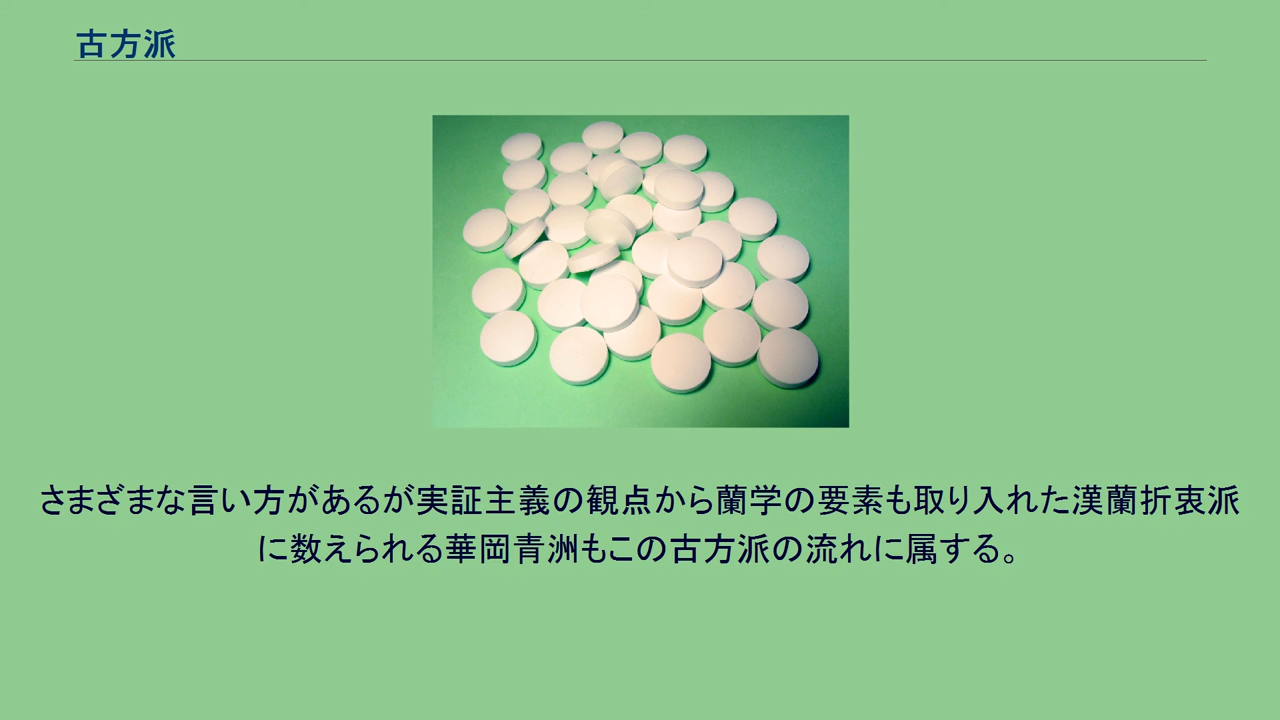 古方派
さまざまな言い方があるが実証主義の観点から蘭学の要素も取り入れた漢蘭折衷派
に数えられる華岡青洲もこの古方派の流れに属する。